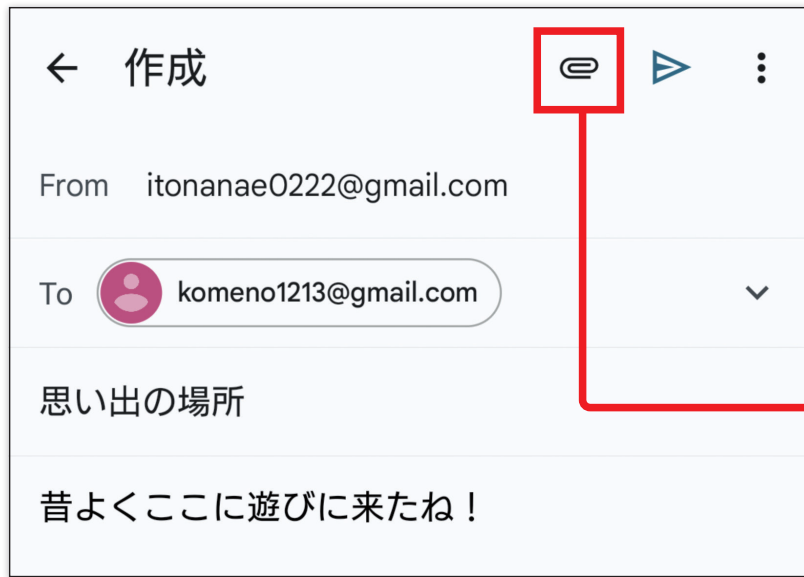 作成
From itonanae0222@gmail.com
To komeno1213@gmail.com
思い出の場所
昔よくここに遊びに来たね！